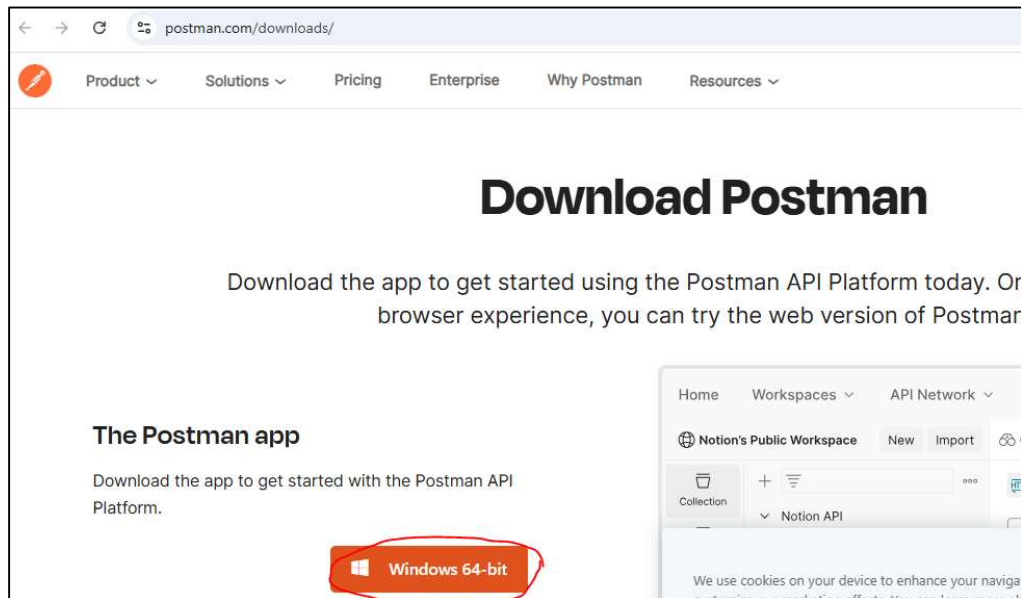 postman.com/downloads/
Product
Solutions
Pricing
Enterprise
Why Postman
Resources
Download Postman
Download the app to get started using the Postman API Platform today. Or
browser experience, you can try the web version of Postman
The Postman app
Download the app to get started with the Postman API
Platform.
Windows 64-bit
Home
Workspaces
API Network
Notion's Public Workspace
New
Import
Collection
Notion API
We use cookies on your device to enhance your naviga